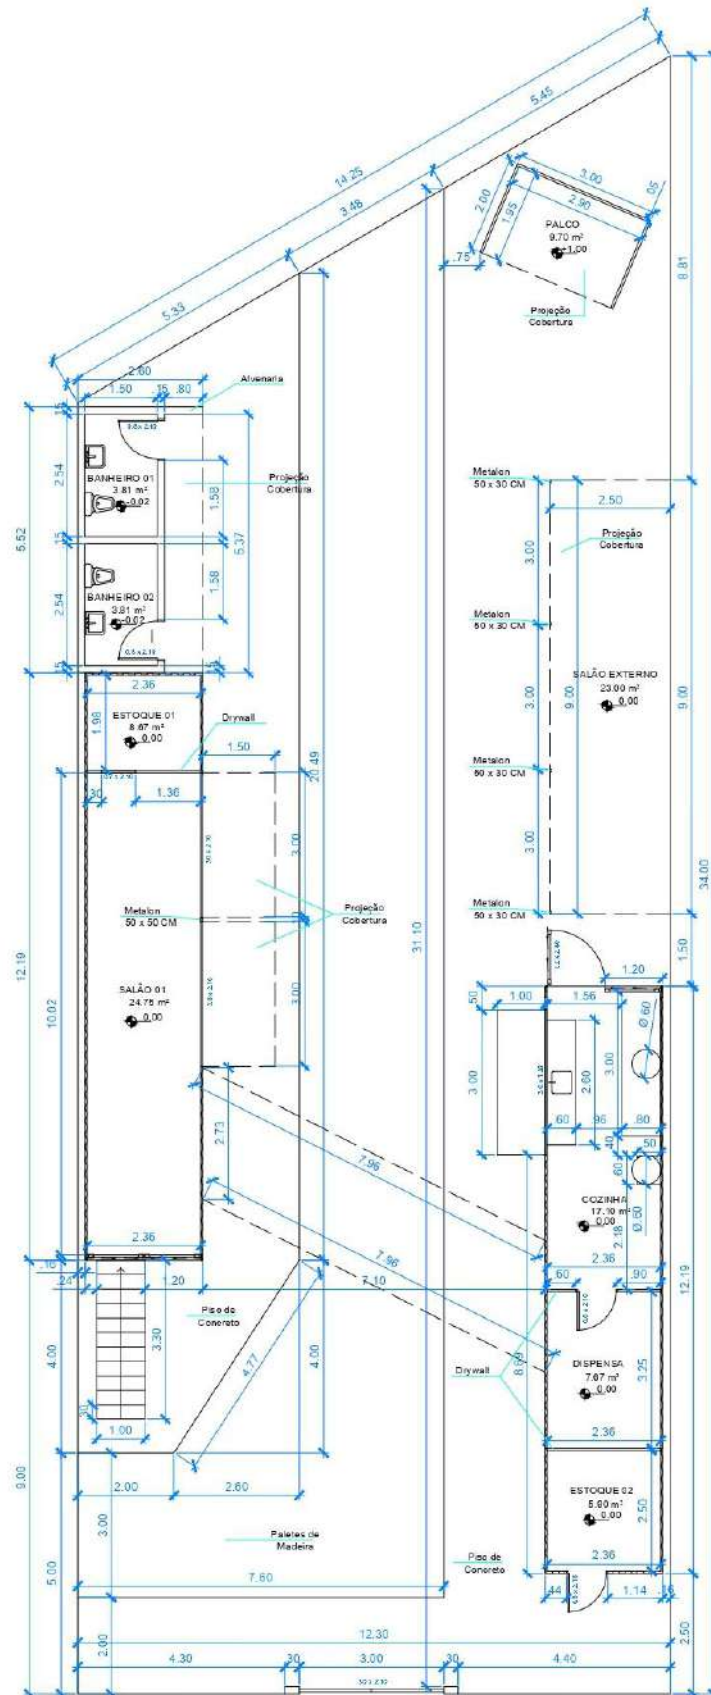 14.25
5.45
3.48
5.33
3.00
.05
2.00
1.95
2.90
PALCO
9.70 m²
+1,00
.75
Projeção
Cobertura
8.81
2.60
1.50 .15 .80
Alvenaria
.15
2.54
BANHEIRO 01
3.81 m²
-0.02
Projeção
Cobertura
1.58
5.52
5.37
2.54
BANHEIRO 02
3.81 m²
-0.02
1.58
.15
Metalon
50 x 30 CM
2.50
Projeção
Cobertura
3.00
Metalon
50 x 30 CM
SALÃO EXTERNO
23.00 m²
0,00
3.00
9.00
9.00
Metalon
50 x 30 CM
3.00
Metalon
50 x 30 CM
34.00
2.36
1.98
ESTOQUE 01
8.67 m²
0,00
Drywall
1.50
20.49
.30
1.36
3.00
Metalon
50 x 50 CM
Projeção
Cobertura
31.10
12.19
10.02
SALÃO 01
24.76 m²
0,00
3.00
1.50
1.20
.50
1.00
1.56
Ø.60
3.00
2.60
3.00
.60 .96 .80
.40
.50
.60
COZINHA
17.10 m²
0,00
2.18
Ø.60
2.73
7.96
7.96
2.36
2.36
.24
1.20
7.10
.60
.90
12.19
Piso de
Concreto
3.30
4.00
4.77
4.00
8.69
Drywall
DISPENSA
7.67 m²
0,00
3.25
.30
1.00
2.36
9.00
2.00
2.60
3.00
ESTOQUE 02
5.90 m²
0,00
2.50
Paletes de
Madeira
Piso de
Concreto
2.36
5.00
7.60
.44
1.14
.16
2.00
12.30
2.50
4.30 .30 3.00 .30 4.40